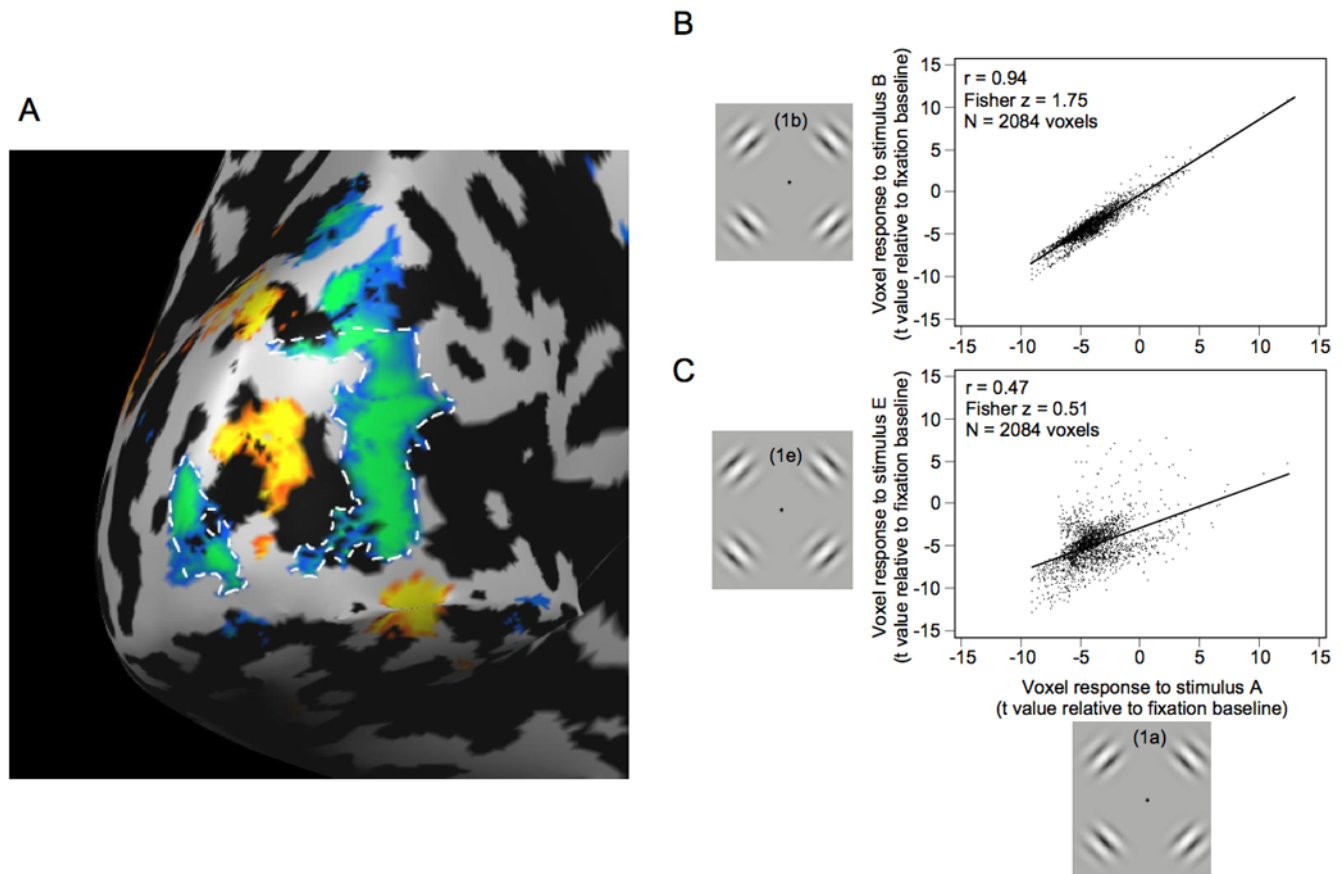 A
B
(1b)
Voxel response to stimulus B
(t value relative to fixation baseline)
15
10
5
0
-5
-10
-15
r = 0.94
Fisher z = 1.75
N = 2084 voxels
-15 -10 -5 0 5 10 15
C
(1e)
Voxel response to stimulus E
(t value relative to fixation baseline)
15
10
5
0
-5
-10
-15
r = 0.47
Fisher z = 0.51
N = 2084 voxels
-15 -10 -5 0 5 10 15
Voxel response to stimulus A
(t value relative to fixation baseline)
(1a)